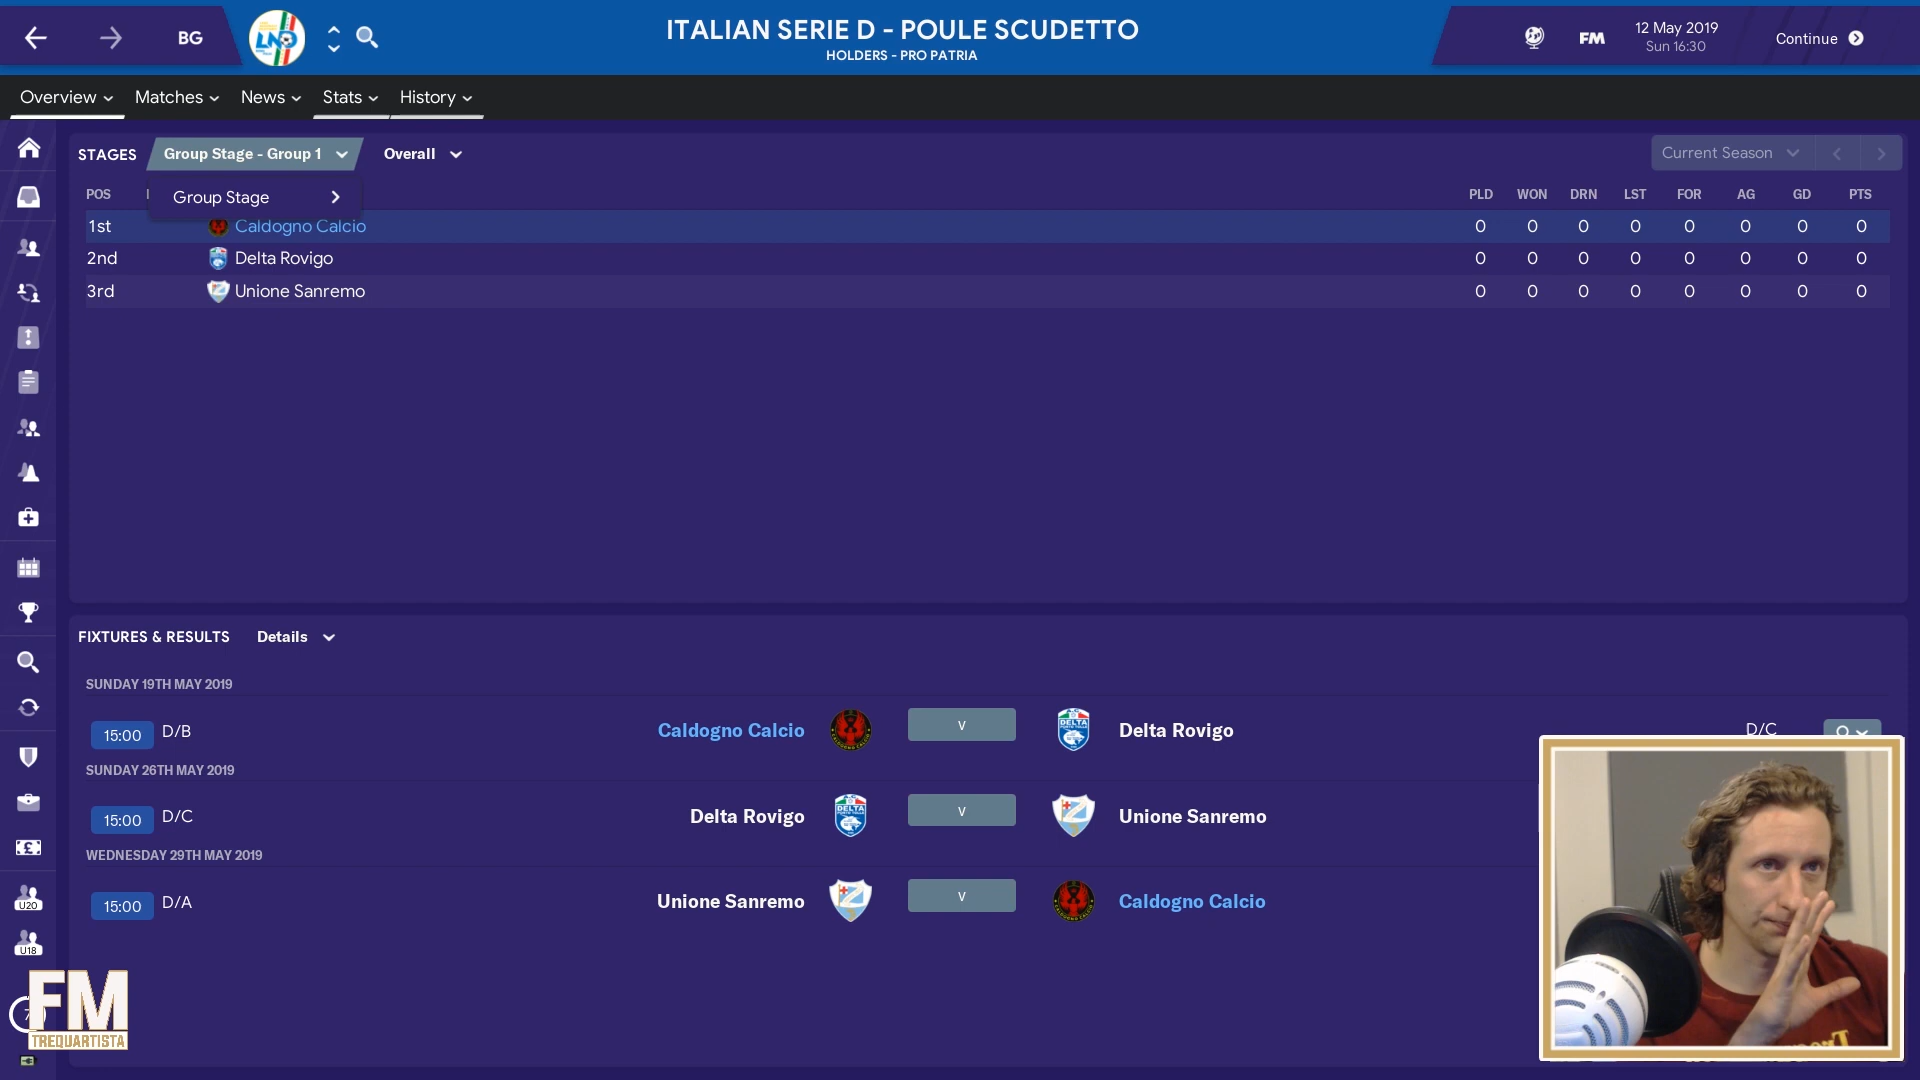 BG
ITALIAN SERIE D - POULE SCUDETTO
HOLDERS - PRO PATRIA
FM
12 May 2019
Sun 16:30
Continue
Overview
Matches
News
Stats
History
STAGES
Group Stage - Group 1
Overall
Current Season
Group Stage
POS
PLD WON DRN LST FOR AG GD PTS
1st Caldogno Calcio 0 0 0 0 0 0 0 0
2nd Delta Rovigo 0 0 0 0 0 0 0 0
3rd Unione Sanremo 0 0 0 0 0 0 0 0
FIXTURES & RESULTS
Details
SUNDAY 19TH MAY 2019
15:00 D/B Caldogno Calcio v Delta Rovigo D/C
SUNDAY 26TH MAY 2019
15:00 D/C Delta Rovigo v Unione Sanremo
WEDNESDAY 29TH MAY 2019
15:00 D/A Unione Sanremo v Caldogno Calcio
U20
U18
FM
TREQUARTISTA